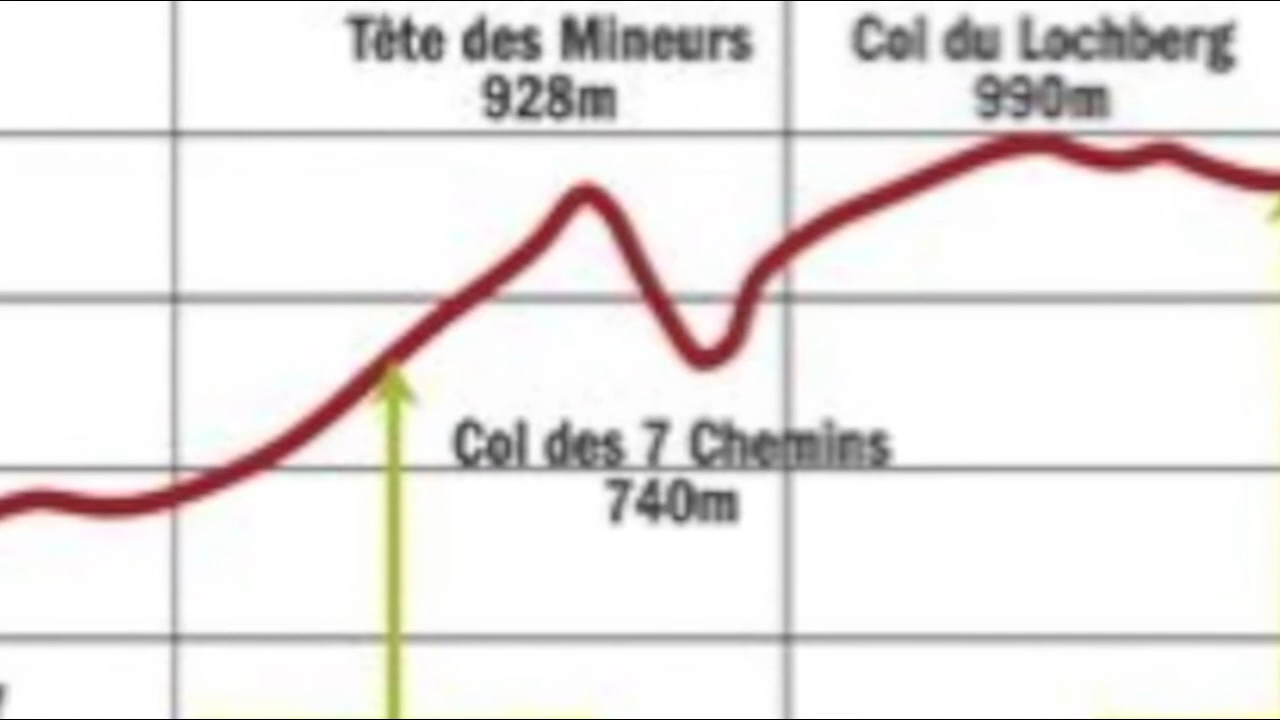 Tête des Mineurs
928m
Col du Lochberg
990m
Col des 7 Chemins
740m